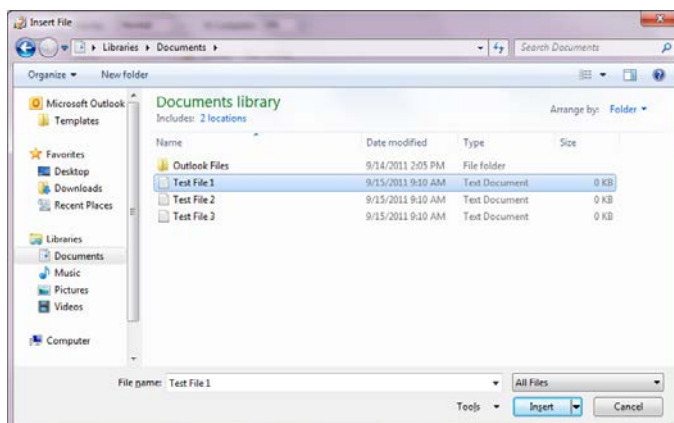 Insert File
Libraries Documents
Search Documents
Organize New folder
Microsoft Outlook
Templates
Favorites
Desktop
Downloads
Recent Places
Libraries
Documents
Music
Pictures
Videos
Computer
Documents library
Includes: 2 locations
Arrange by: Folder
Name Date modified Type Size
Outlook Files 9/14/2011 2:05 PM File folder
Test File 1 9/15/2011 9:10 AM Text Document 0 KB
Test File 2 9/15/2011 9:10 AM Text Document 0 KB
Test File 3 9/15/2011 9:10 AM Text Document 0 KB
File name: Test File 1
All Files
Tools Insert Cancel